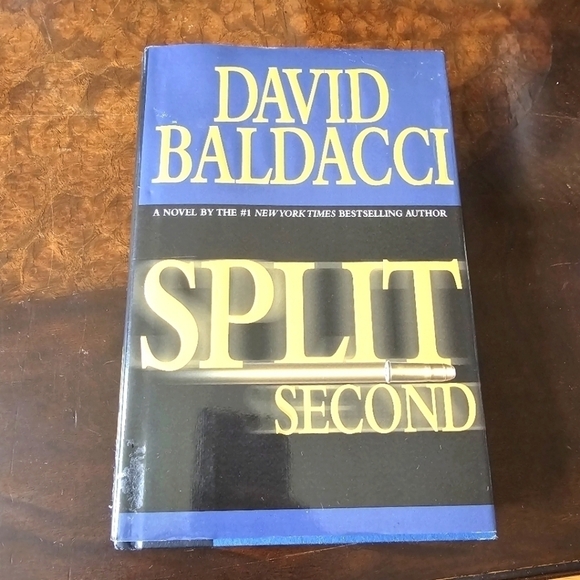 DAVID
BALDACCI
A NOVEL BY THE #1 NEW YORK TIMES BESTSELLING AUTHOR
SPLIT
SECOND